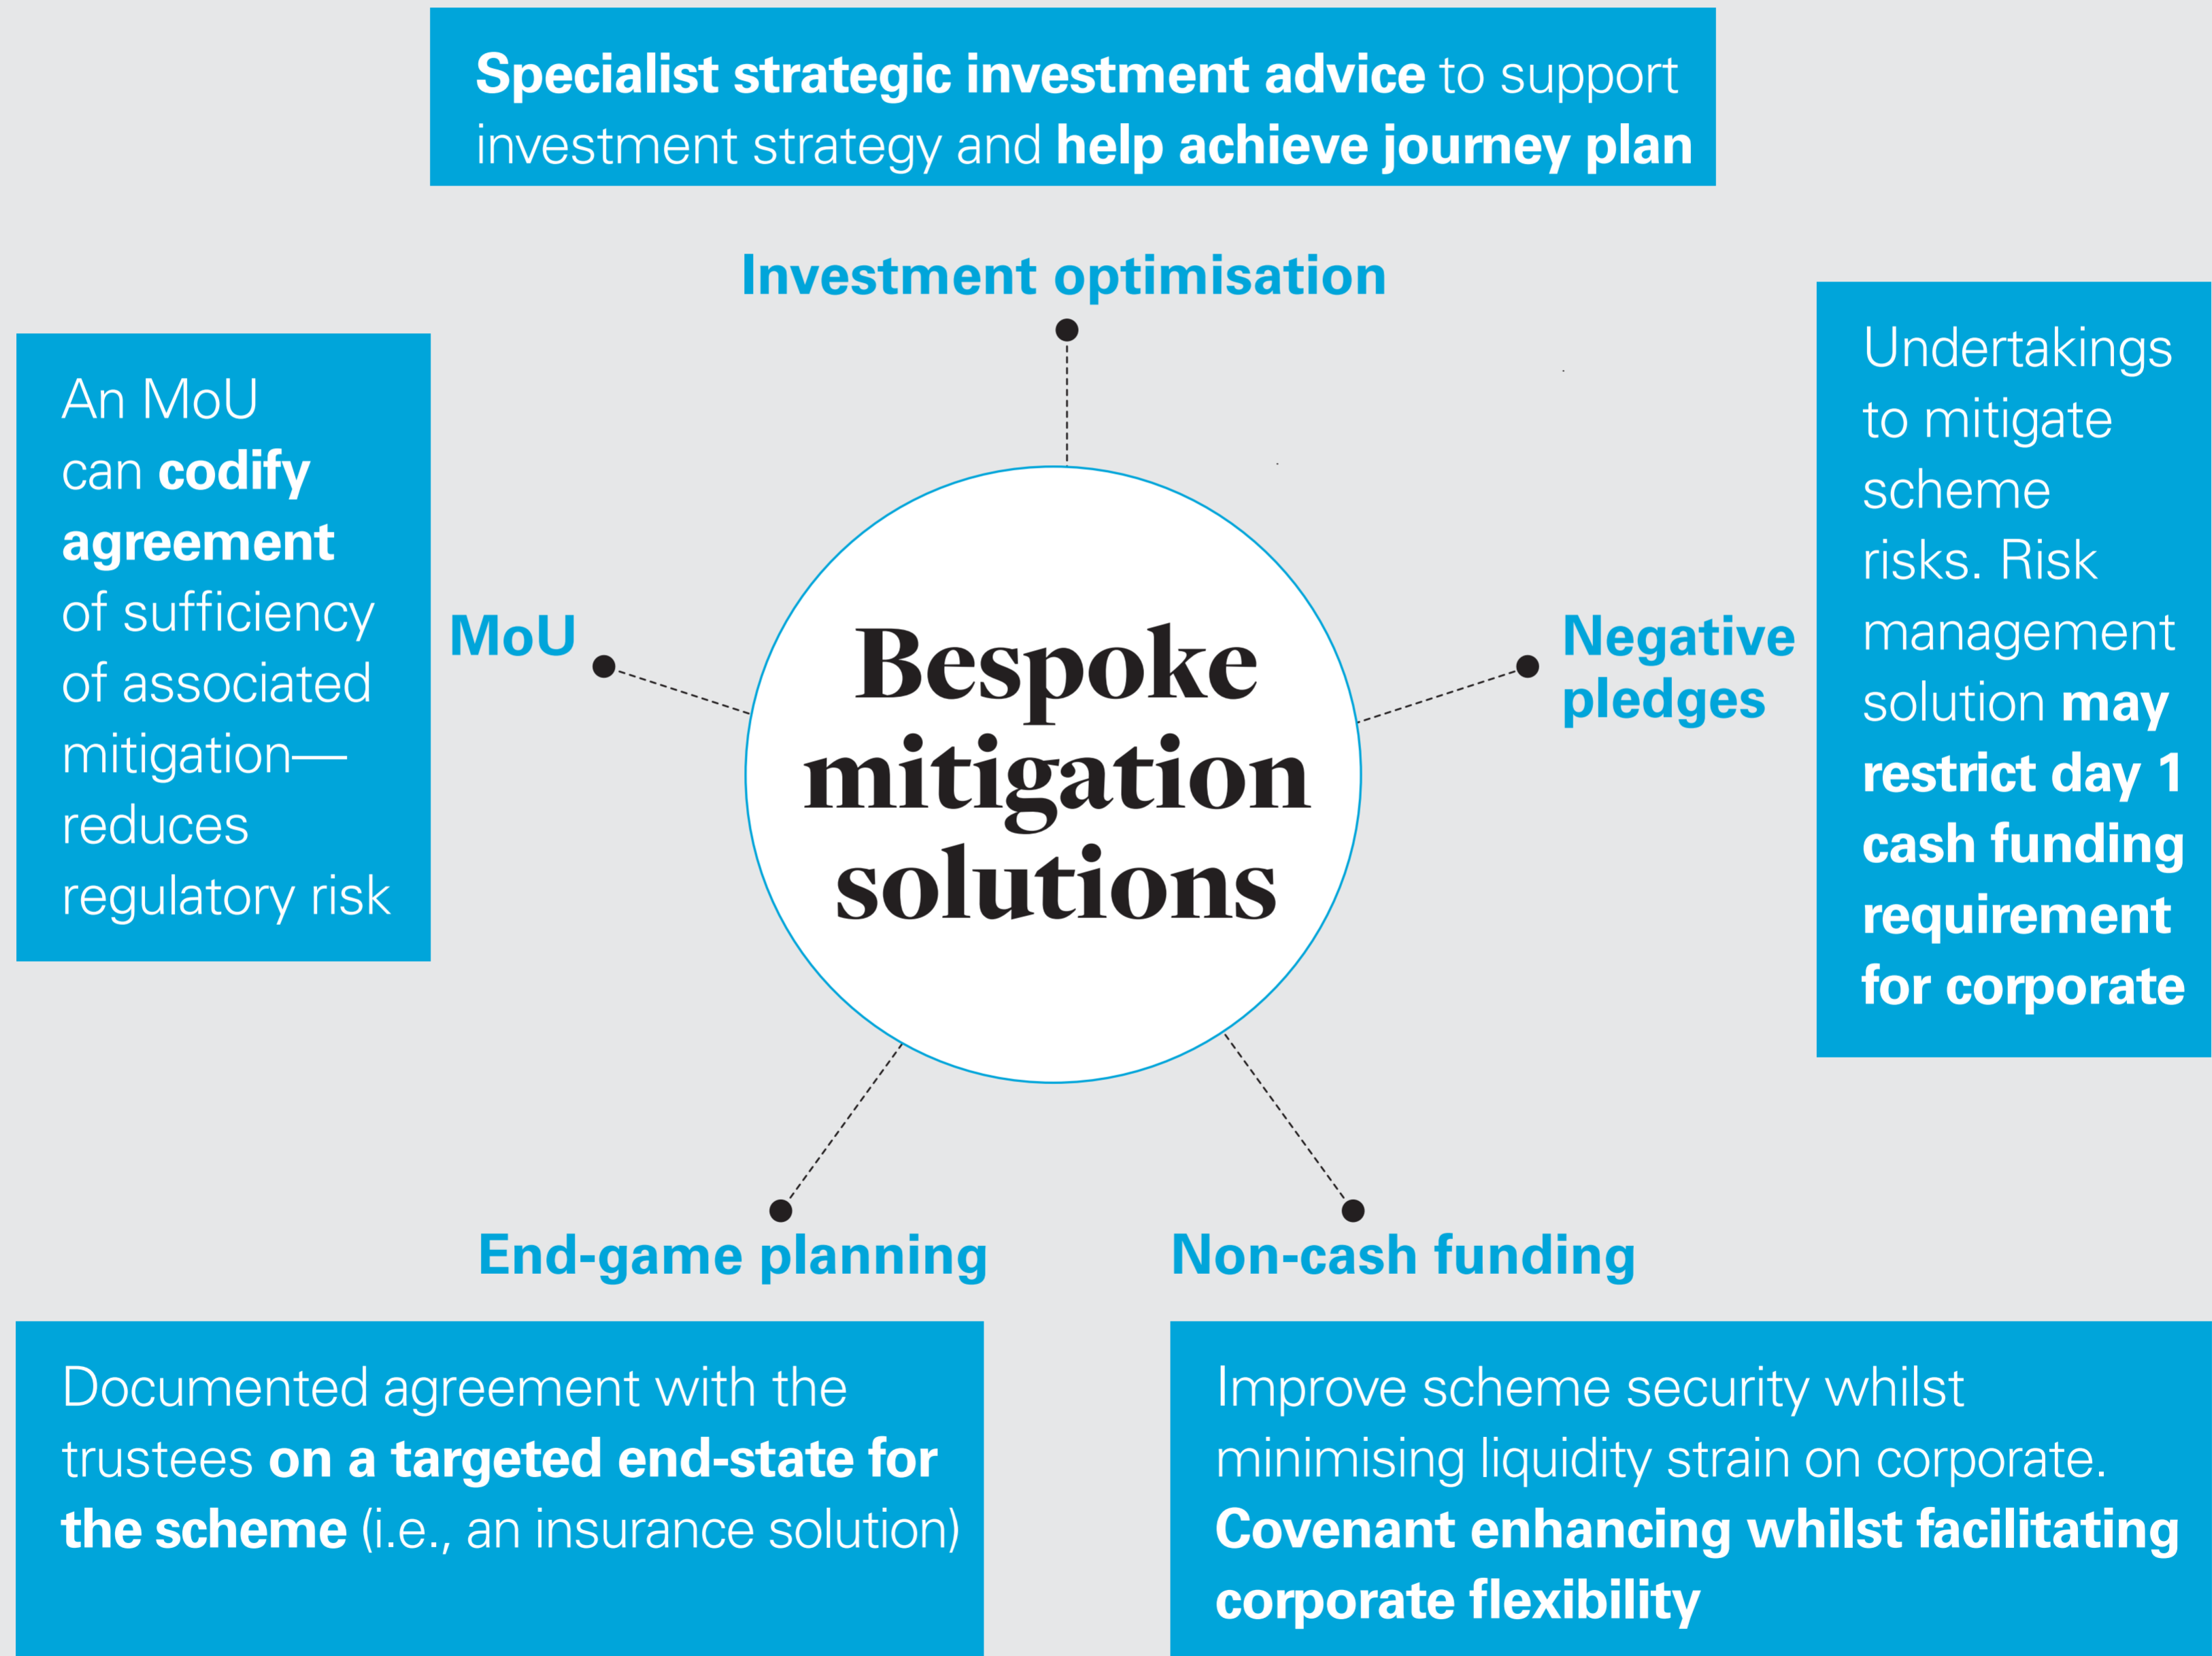 Specialist strategic investment advice to support
investment strategy and help achieve journey plan
Investment optimisation
An MoU
can codify
agreement
of sufficiency
of associated
mitigation—
reduces
regulatory risk
MoU
Bespoke
mitigation
solutions
Negative
pledges
Undertakings
to mitigate
scheme
risks. Risk
management
solution may
restrict day 1
cash funding
requirement
for corporate
End-game planning
Documented agreement with the
trustees on a targeted end-state for
the scheme (i.e., an insurance solution)
Non-cash funding
Improve scheme security whilst
minimising liquidity strain on corporate.
Covenant enhancing whilst facilitating
corporate flexibility